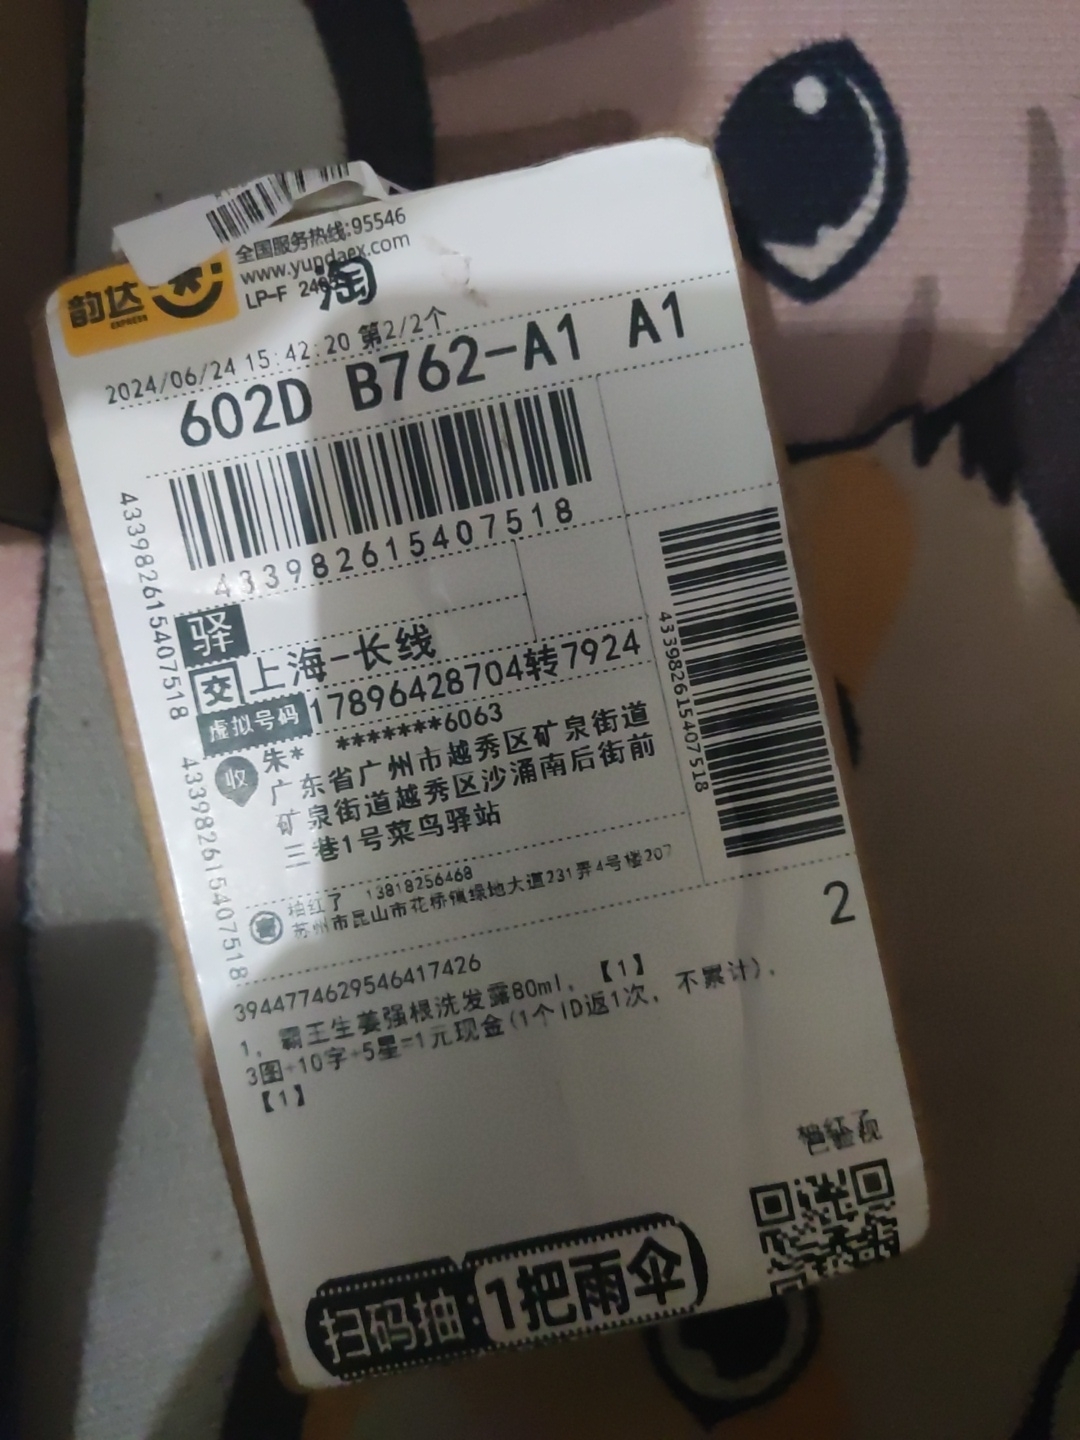 全国服务热线:95546
www.yundaex.com
韵达
EXPRESS
LP-F
淘
2024/06/24 15:42:20 第2/2个
602D B762-A1 A1
433982615407518
433982615407518
433982615407518
433982615407518
驿
交 上海-长线
虚拟号码 17896428704转7924
收 朱* *******6063
广东省广州市越秀区矿泉街道
矿泉街道越秀区沙涌南后街前
三巷1号菜鸟驿站
寄 柚红了 13818256468
苏州市昆山市花桥镇绿地大道231弄4号楼207
2
3944774629546417426
1, 霸王生姜强根洗发露80ml, 【1】
3图+10字+5星=1元现金(1个ID返1次, 不累计),
【1】
扫码抽:1把雨伞